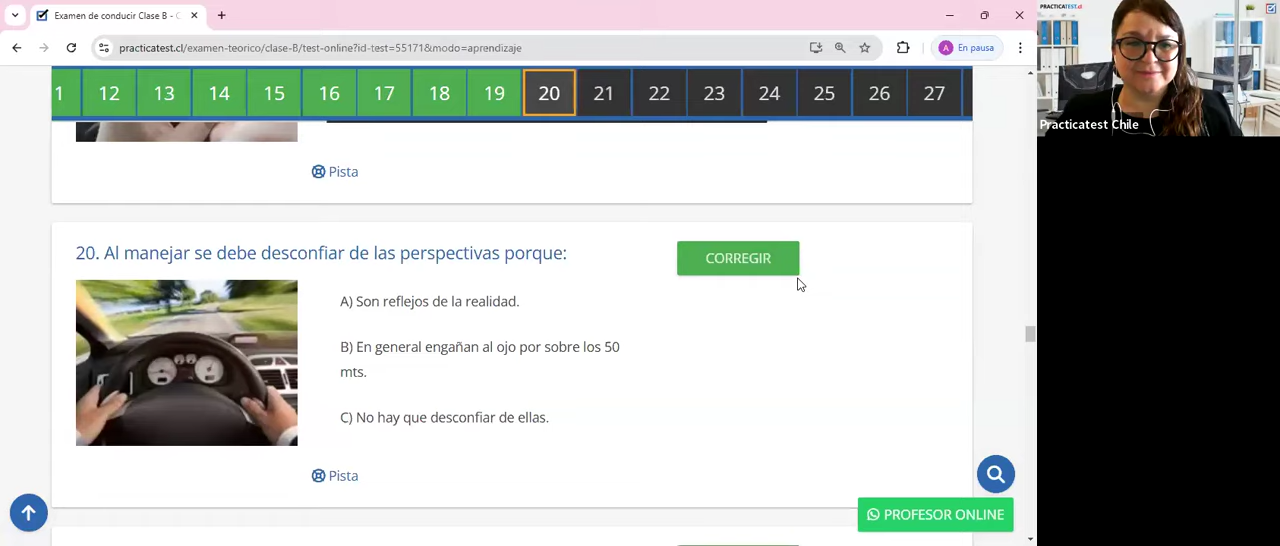 Examen de conducir Clase B - C
practicatest.cl/examen-teorico/clase-B/test-online?id-test=55171&modo=aprendizaje
A En pausa
PRACTICATEST.cl
Practicatest Chile
1 12 13 14 15 16 17 18 19 20 21 22 23 24 25 26 27
Pista
20. Al manejar se debe desconfiar de las perspectivas porque:
CORREGIR
A) Son reflejos de la realidad.
B) En general engañan al ojo por sobre los 50
mts.
C) No hay que desconfiar de ellas.
Pista
PROFESOR ONLINE